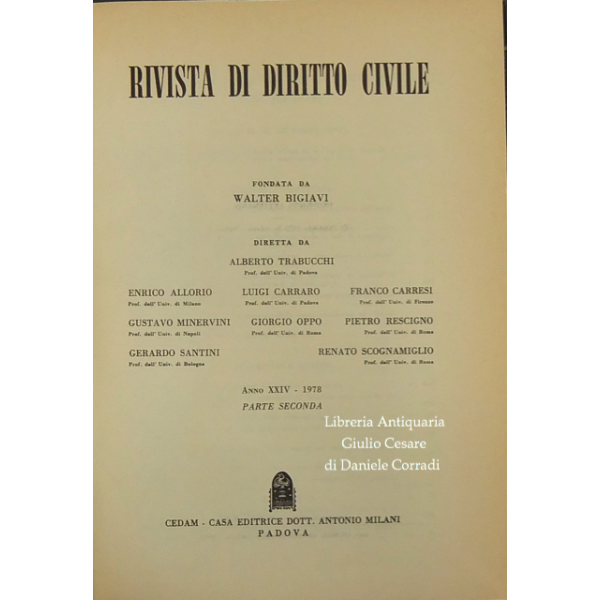 RIVISTA DI DIRITTO CIVILE
FONDATA DA
WALTER BIGIAVI
DIRETTA DA
ALBERTO TRABUCCHI
Prof. dell'Univ. di Padova
ENRICO ALLORIO LUIGI CARRARO FRANCO CARRESI
Prof. dell'Univ. di Milano Prof. dell'Univ. di Padova Prof. dell'Univ. di Firenze
GUSTAVO MINERVINI GIORGIO OPPO PIETRO RESCIGNO
Prof. dell'Univ. di Napoli Prof. dell'Univ. di Roma Prof. dell'Univ. di Roma
GERARDO SANTINI RENATO SCOGNAMIGLIO
Prof. dell'Univ. di Bologna Prof. dell'Univ. di Roma
ANNO XXIV - 1978
PARTE SECONDA
Libreria Antiquaria
Giulio Cesare
di Daniele Corradi
CEDAM - CASA EDITRICE DOTT. ANTONIO MILANI
PADOVA